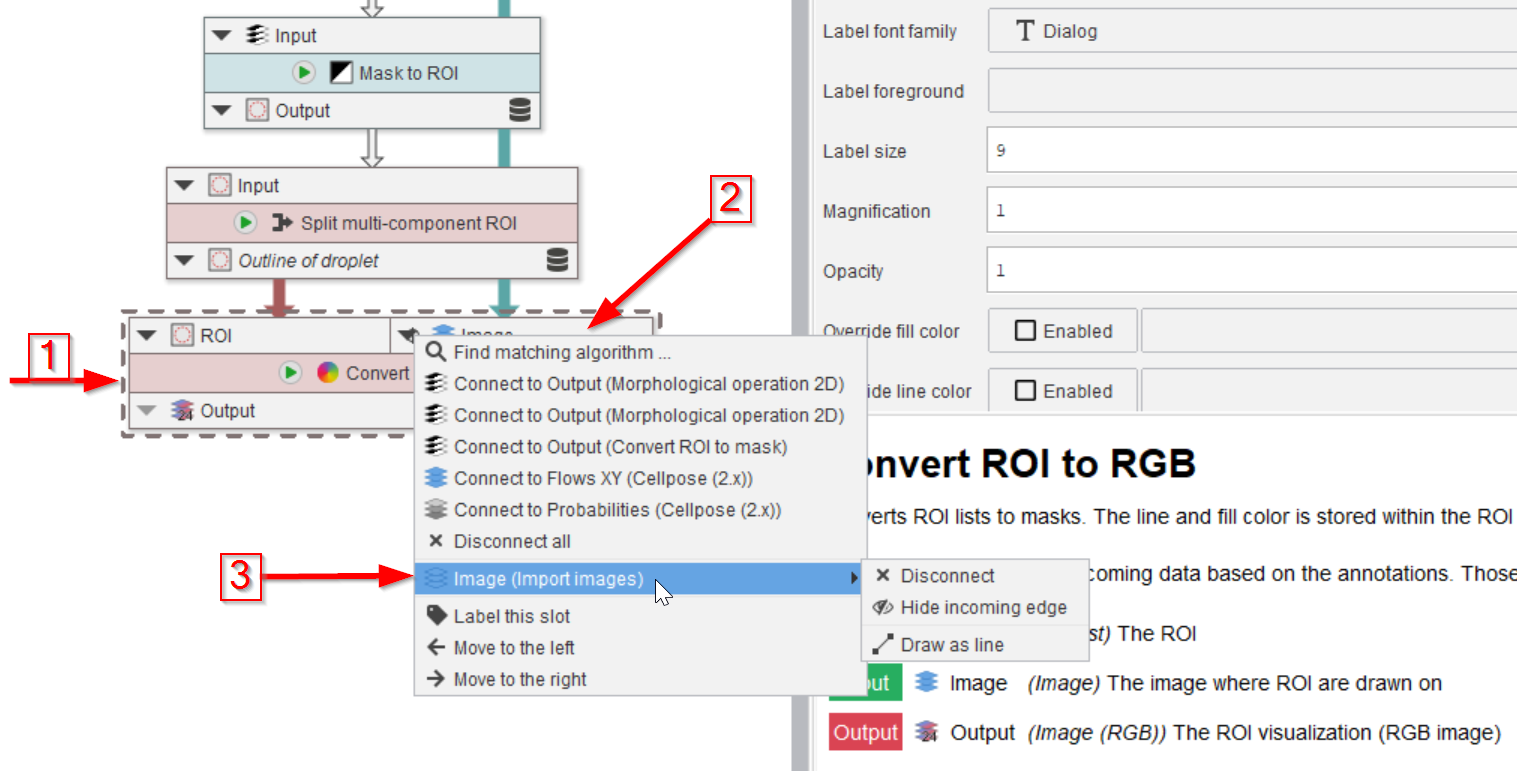 Input
Mask to ROI
Output
Input
Split multi-component ROI
Outline of droplet
2
1
ROI
Image
Convert
Output
Find matching algorithm ...
Connect to Output (Morphological operation 2D)
Connect to Output (Morphological operation 2D)
Connect to Output (Convert ROI to mask)
Connect to Flows XY (Cellpose (2.x))
Connect to Probabilities (Cellpose (2.x))
Disconnect all
3
Image (Import images)
Label this slot
Move to the left
Move to the right
Disconnect
Hide incoming edge
Draw as line
Label font family
T Dialog
Label foreground
Label size
9
Magnification
1
Opacity
1
Override fill color
Enabled
ide line color
Enabled
nvert ROI to RGB
erts ROI lists to masks. The line and fill color is stored within the ROI
coming data based on the annotations. Those
st) The ROI
ut Image (Image) The image where ROI are drawn on
Output 24 Output (Image (RGB)) The ROI visualization (RGB image)